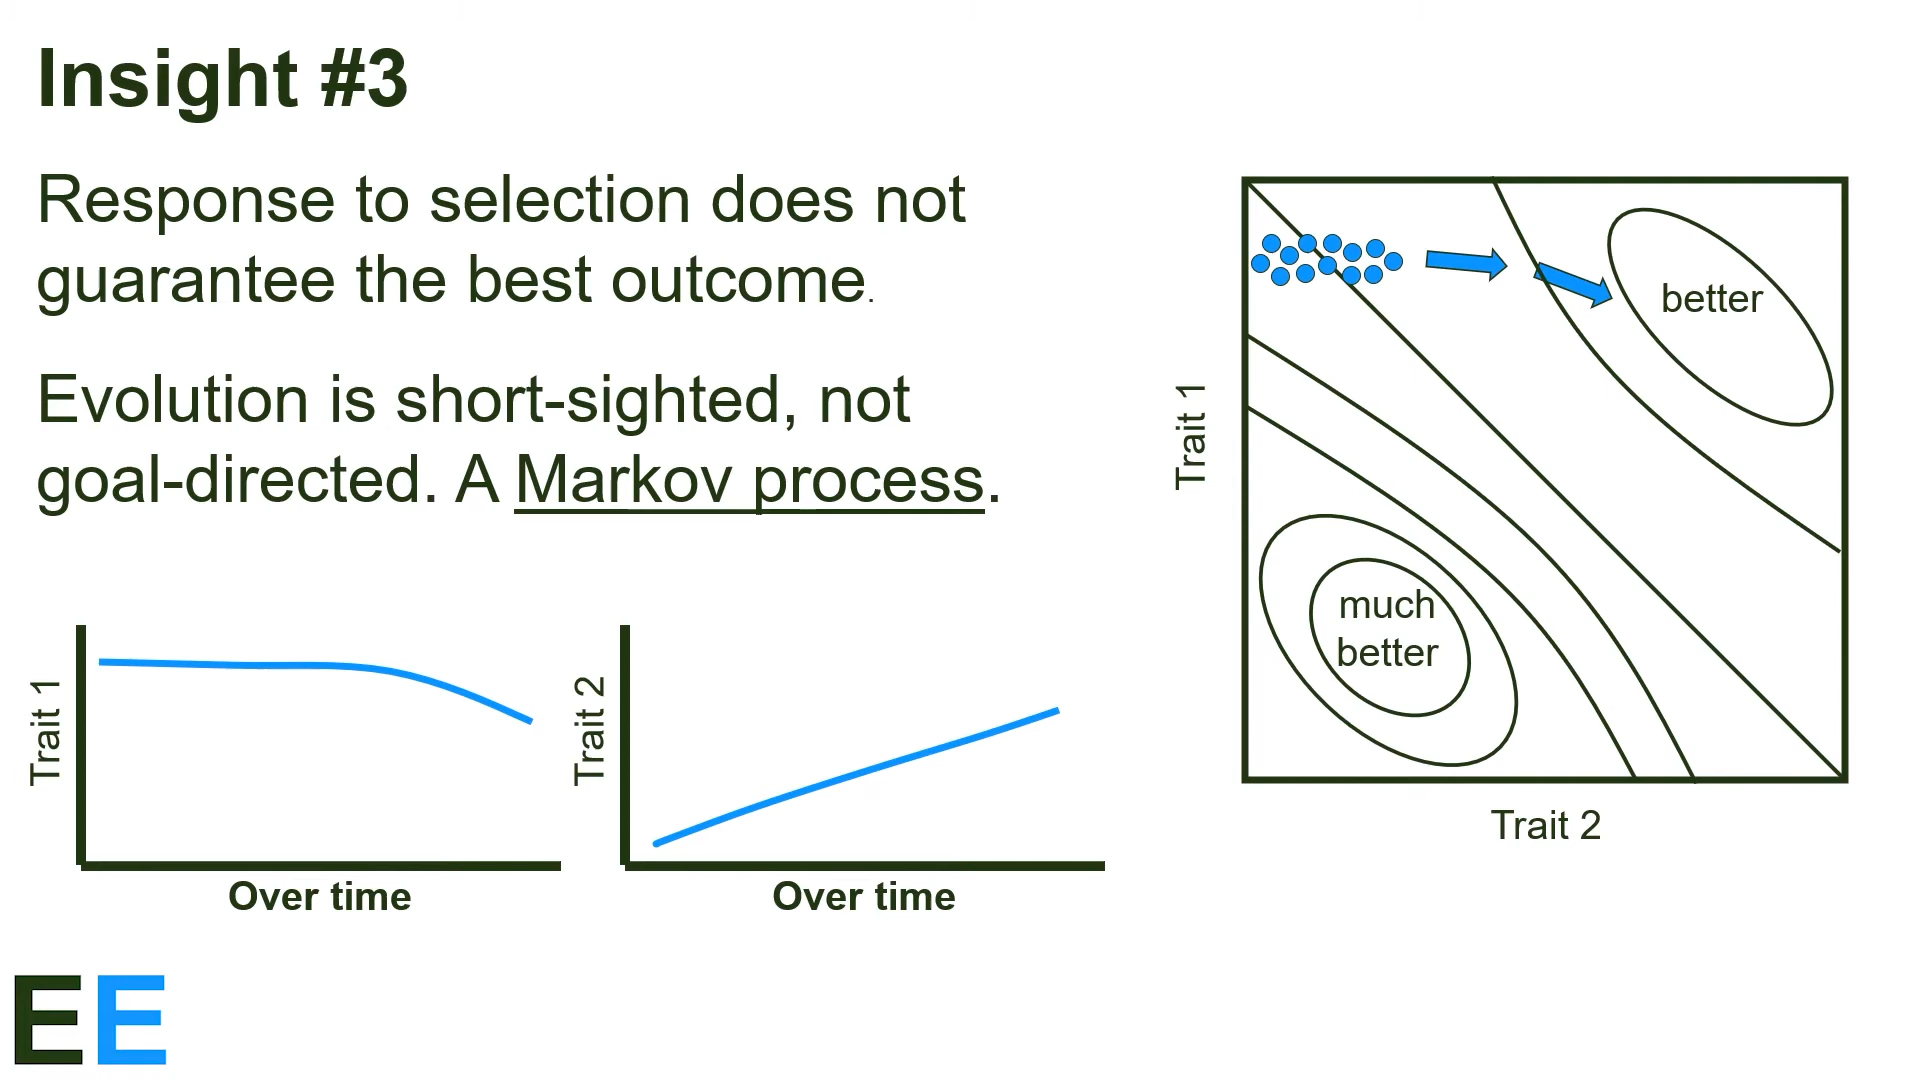 Insight #3
Response to selection does not
guarantee the best outcome.
Evolution is short-sighted, not
goal-directed. A Markov process.
Trait 1
Over time
Trait 2
Over time
Trait 1
better
much
better
Trait 2
EE